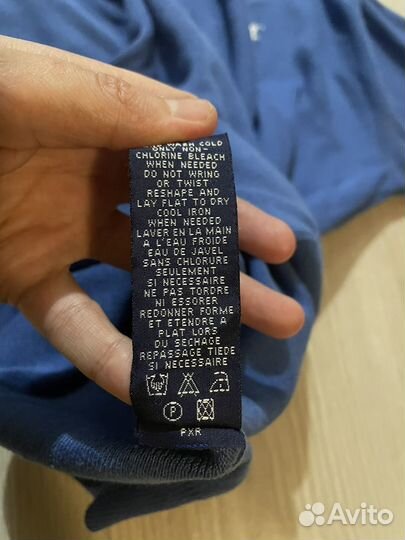 WASH COLD
ONLY NON-
CHLORINE BLEACH
WHEN NEEDED
DO NOT WRING
OR TWIST
RESHAPE AND
LAY FLAT TO DRY
COOL IRON
WHEN NEEDED
LAVER EN LA MAIN
A L'EAU FROIDE
EAU DE JAVEL
SANS CHLORURE
SEULEMENT
SI NECESSAIRE
NE PAS TORDRE
NI ESSORER
REDONNER FORME
ET ETENDRE A
PLAT LORS
DU SECHAGE
REPASSAGE TIEDE
SI NECESSAIRE
P
PXR
Avito